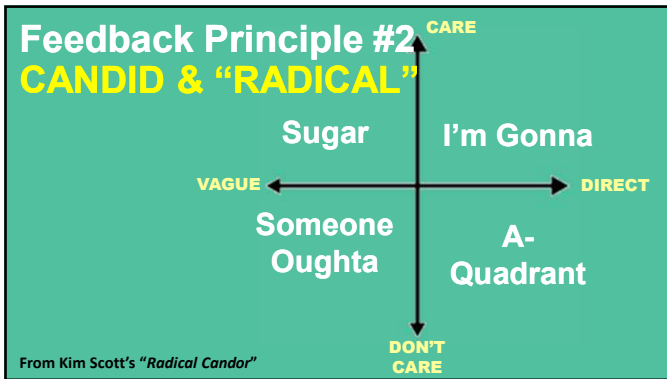 Feedback Principle #2
CANDID & “RADICAL”
CARE
Sugar
I’m Gonna
VAGUE
DIRECT
Someone
Oughta
A-
Quadrant
DON’T
CARE
From Kim Scott’s “Radical Candor”